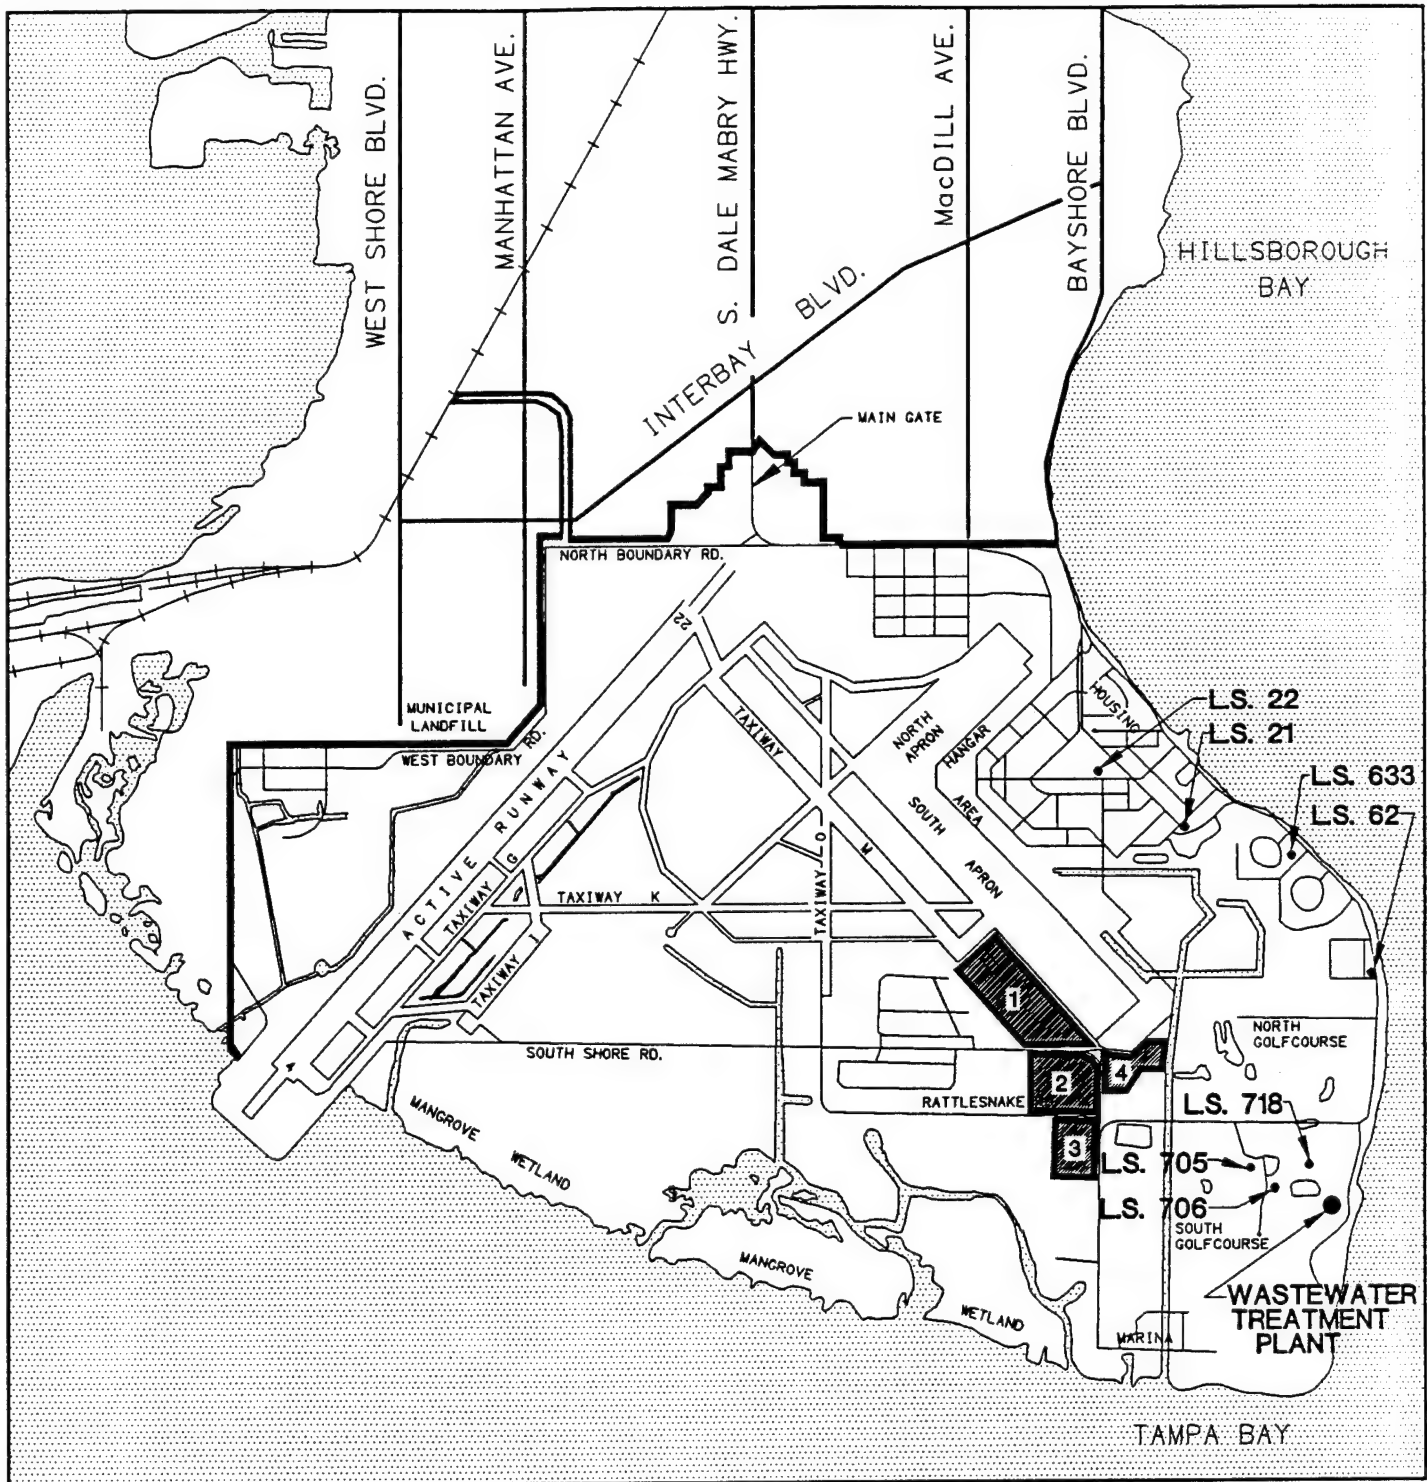 WEST SHORE BLVD.
MANHATTAN AVE.
S. DALE MABRY HWY.
MacDILL AVE.
BAYSHORE BLVD.
HILLSBOROUGH
BAY
INTERBAY BLVD.
MAIN GATE
NORTH BOUNDARY RD.
22
MUNICIPAL
LANDFILL
WEST BOUNDARY RD.
HOUSING
L.S. 22
L.S. 21
L.S. 633
L.S. 62
TAXIWAY
M
NORTH
APRON
HANGAR
AREA
SOUTH
APRON
ACTIVE RUNWAY
TAXIWAY G
TAXIWAY K
TAXIWAY O
TAXIWAY I
1
SOUTH SHORE RD.
4
NORTH
GOLFCOURSE
2
4
RATTLESNAKE
L.S. 718
3
L.S. 705
L.S. 706
SOUTH
GOLFCOURSE
MANGROVE
WETLAND
MANGROVE
WETLAND
WASTEWATER
TREATMENT
PLANT
MARINA
TAMPA BAY